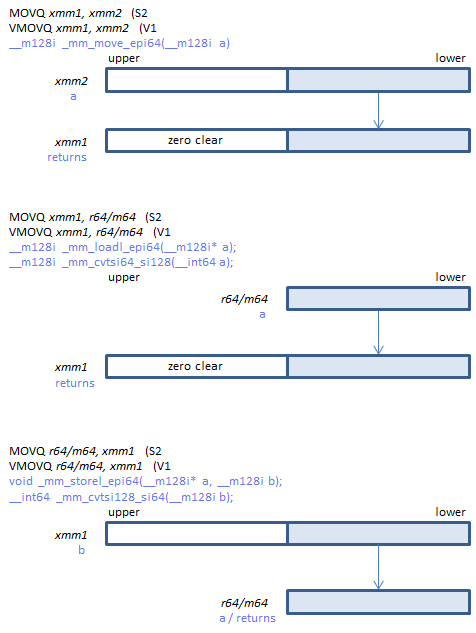 MOVQ xmm1, xmm2 (S2
VMOVQ xmm1, xmm2 (V1
__m128i _mm_move_epi64(__m128i a)
upper lower
xmm2
a
xmm1 zero clear
returns
MOVQ xmm1, r64/m64 (S2
VMOVQ xmm1, r64/m64 (V1
__m128i _mm_loadl_epi64(__m128i* a);
__m128i _mm_cvtsi64_si128(__int64 a);
upper lower
r64/m64
a
xmm1 zero clear
returns
MOVQ r64/m64, xmm1 (S2
VMOVQ r64/m64, xmm1 (V1
void _mm_storel_epi64(__m128i* a, __m128i b);
__int64 _mm_cvtsi128_si64(__m128i b);
upper lower
xmm1
b
r64/m64
a / returns